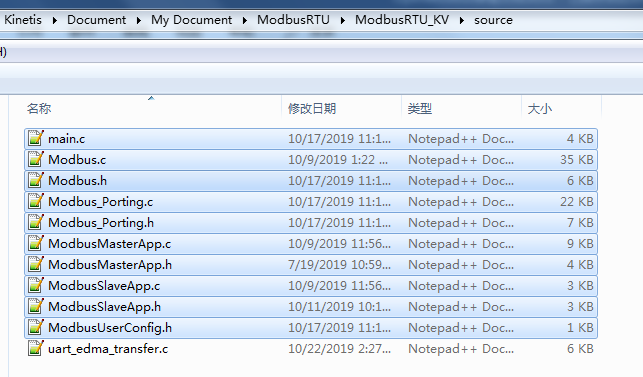 Kinetis ▸ Document ▸ My Document ▸ ModbusRTU ▸ ModbusRTU_KV ▸ source
H)
名称 修改日期 类型 大小
main.c 10/17/2019 11:1... Notepad++ Doc... 4 KB
Modbus.c 10/9/2019 1:22 ... Notepad++ Doc... 35 KB
Modbus.h 10/17/2019 11:1... Notepad++ Doc... 6 KB
Modbus_Porting.c 10/17/2019 11:1... Notepad++ Doc... 22 KB
Modbus_Porting.h 10/17/2019 11:1... Notepad++ Doc... 7 KB
ModbusMasterApp.c 10/9/2019 11:56... Notepad++ Doc... 9 KB
ModbusMasterApp.h 7/19/2019 10:59... Notepad++ Doc... 4 KB
ModbusSlaveApp.c 10/9/2019 11:56... Notepad++ Doc... 3 KB
ModbusSlaveApp.h 10/11/2019 10:1... Notepad++ Doc... 3 KB
ModbusUserConfig.h 10/17/2019 11:1... Notepad++ Doc... 1 KB
uart_edma_transfer.c 10/22/2019 2:27... Notepad++ Doc... 6 KB